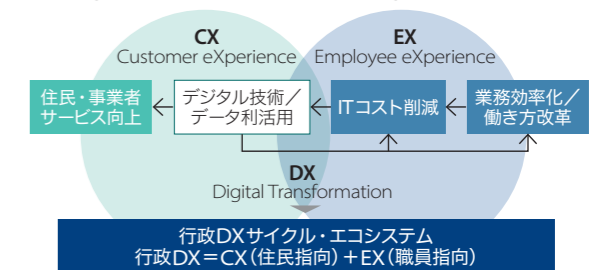 CX
Customer eXperience
EX
Employee eXperience
住民・事業者
サービス向上
デジタル技術／
データ利活用
ITコスト削減
業務効率化／
働き方改革
DX
Digital Transformation
行政DXサイクル・エコシステム
行政DX＝CX（住民指向）＋EX（職員指向）